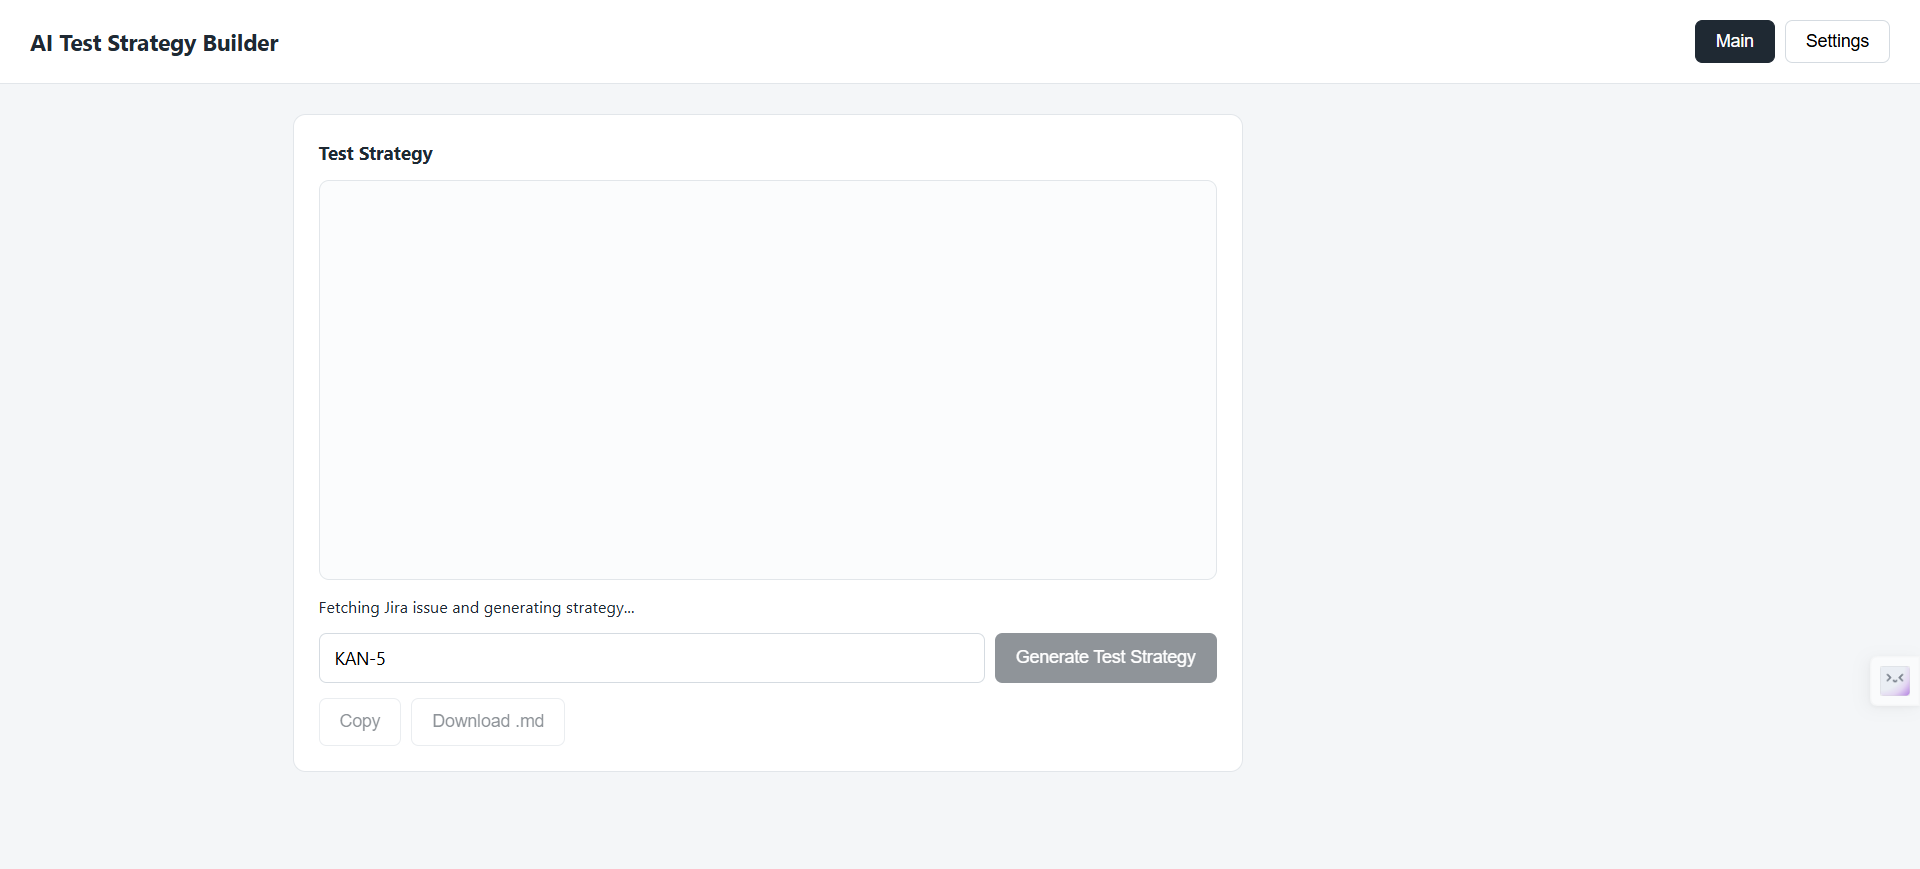 AI Test Strategy Builder
Main
Settings
Test Strategy
Fetching Jira issue and generating strategy...
KAN-5
Generate Test Strategy
Copy
Download .md